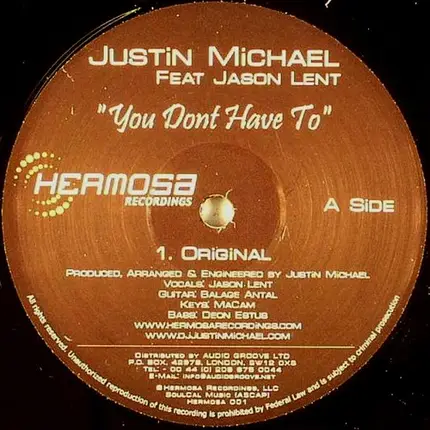 JUSTIN MICHAEL
FEAT JASON LENT
"You Dont Have To"
HERMOSA
RECORDINGS
A SIDE
1. ORIGINAL
PRODUCED, ARRANGED & ENGINEERED BY JUSTIN MICHAEL
VOCALS: JASON LENT
GUITAR: BALAGE ANTAL
KEYS: MACAM
BASS: DEON ESTUS
WWW.HERMOSARECORDINGS.COM
WWW.DJJUSTINMICHAEL.COM
DISTRIBUTED BY AUDIO GROOVE LTD
P.O. BOX. 42978, LONDON, SW12 0XS
TEL - 00 44 (0) 208 675 0044
E-MAIL: INFO@AUDIOGROOVE.NET
©HERMOSA RECORDINGS, LLC
SOULCAL MUSIC (ASCAP)
HERMOSA 001
All rights reserved. Unauthorized reproduction of this recording is prohibited by Federal Law and is subject to criminal prosecution